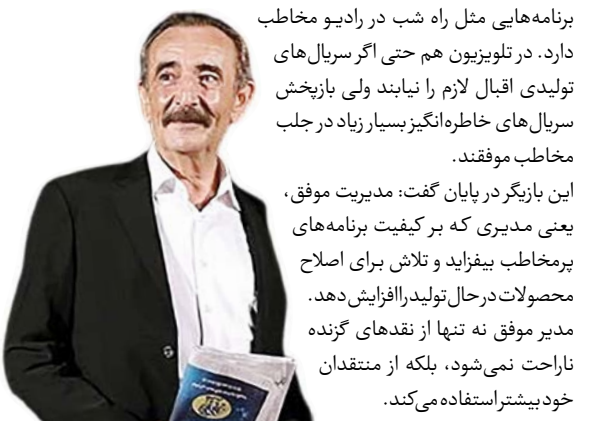 برنامه‌هایی مثل راه شب در رادیو مخاطب
دارد. در تلویزیون هم حتی اگر سریال‌های
تولیدی اقبال لازم را نیابند ولی بازپخش
سریال‌های خاطره‌انگیز بسیار زیاد در جلب
مخاطب موفقند.
این بازیگر در پایان گفت: مدیریت موفق،
یعنی مدیری که بر کیفیت برنامه‌های
پرمخاطب بیفزاید و تلاش برای اصلاح
محصولات درحال تولید را افزایش دهد.
مدیر موفق نه تنها از نقدهای گزنده
ناراحت نمی‌شود، بلکه از منتقدان
خود بیشتر استفاده می‌کند.